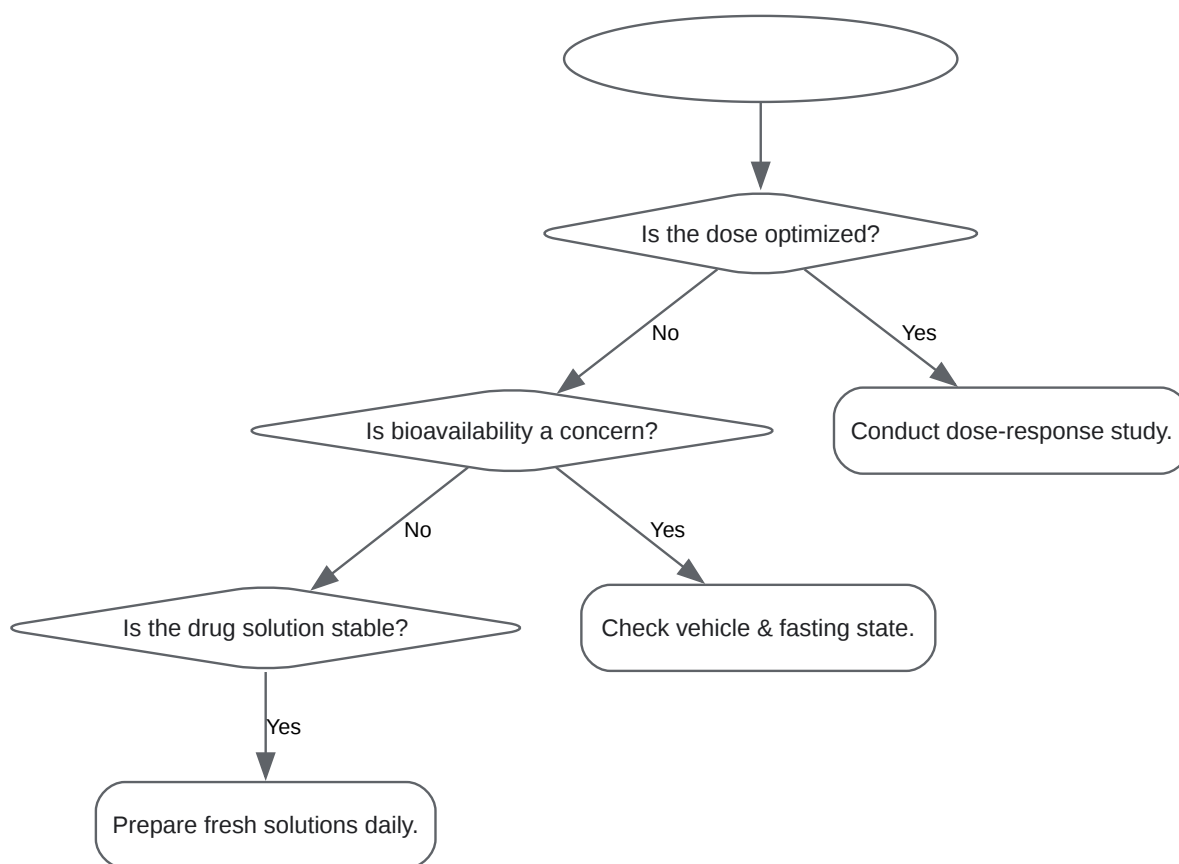 Is the dose optimized?
No
Yes
Is bioavailability a concern?
Conduct dose-response study.
No
Yes
Is the drug solution stable?
Check vehicle & fasting state.
Yes
Prepare fresh solutions daily.